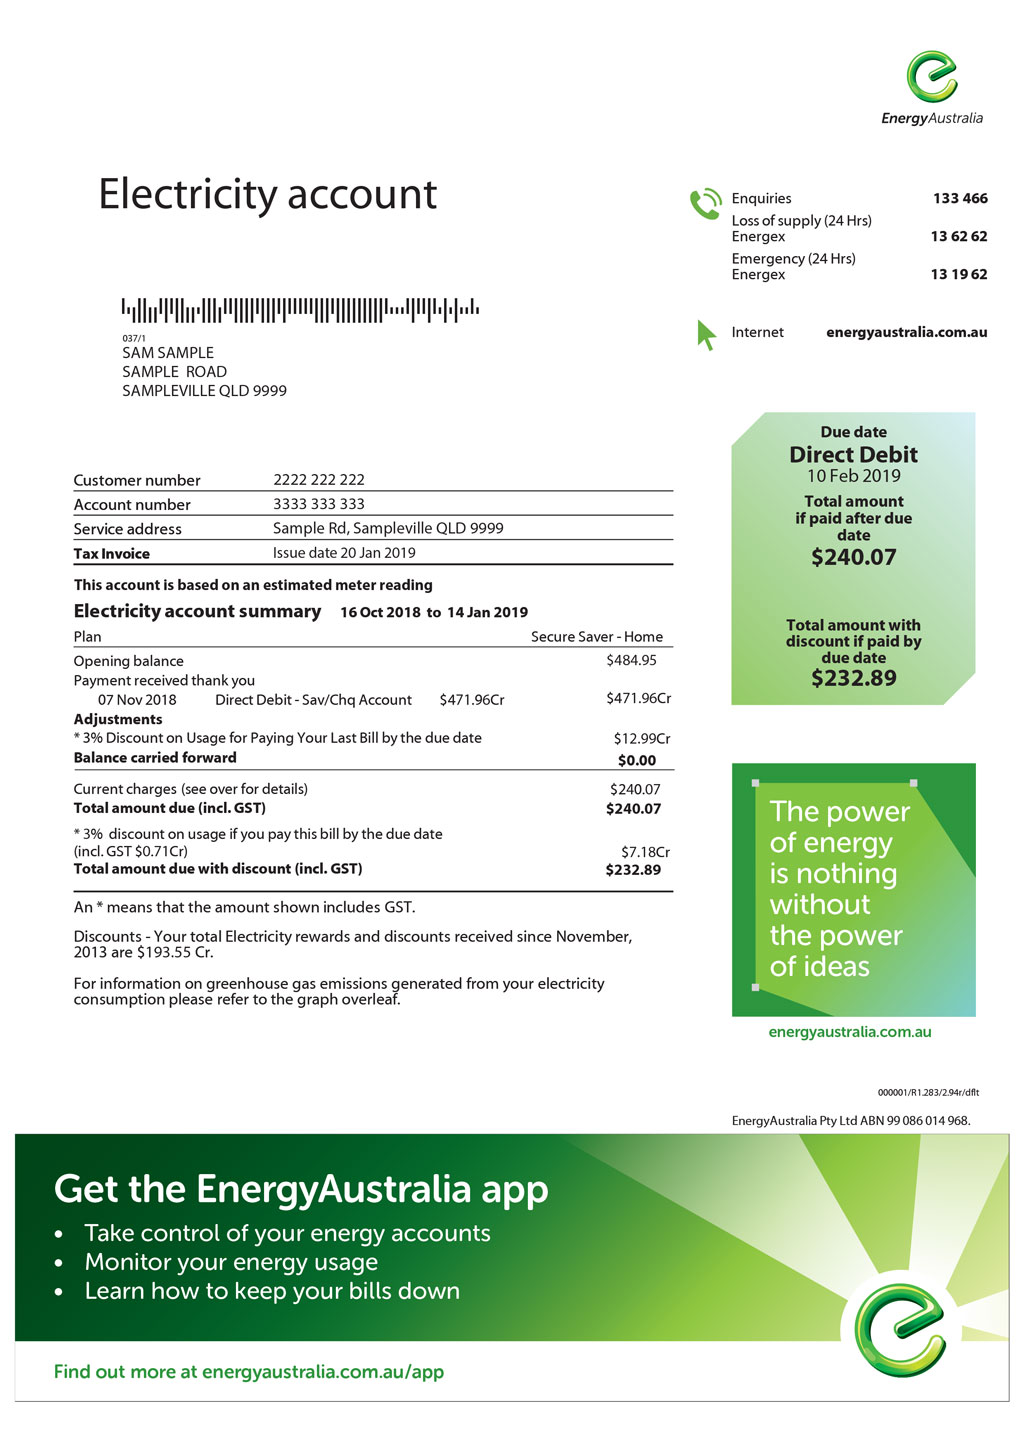 EnergyAustralia
Electricity account
Enquiries 133 466
Loss of supply (24 Hrs)
Energex 13 62 62
Emergency (24 Hrs)
Energex 13 19 62
Internet energyaustralia.com.au
037/1
SAM SAMPLE
SAMPLE ROAD
SAMPLEVILLE QLD 9999
Due date
Direct Debit
10 Feb 2019
Total amount
if paid after due
date
$240.07
Total amount with
discount if paid by
due date
$232.89
Customer number 2222 222 222
Account number 3333 333 333
Service address Sample Rd, Sampleville QLD 9999
Tax Invoice Issue date 20 Jan 2019
This account is based on an estimated meter reading
Electricity account summary 16 Oct 2018 to 14 Jan 2019
Plan Secure Saver - Home
Opening balance $484.95
Payment received thank you
07 Nov 2018 Direct Debit - Sav/Chq Account $471.96Cr $471.96Cr
Adjustments
* 3% Discount on Usage for Paying Your Last Bill by the due date $12.99Cr
Balance carried forward $0.00
Current charges (see over for details) $240.07
Total amount due (incl. GST) $240.07
* 3% discount on usage if you pay this bill by the due date
(incl. GST $0.71Cr) $7.18Cr
Total amount due with discount (incl. GST) $232.89
An * means that the amount shown includes GST.
Discounts - Your total Electricity rewards and discounts received since November,
2013 are $193.55 Cr.
For information on greenhouse gas emissions generated from your electricity
consumption please refer to the graph overleaf.
The power
of energy
is nothing
without
the power
of ideas
energyaustralia.com.au
000001/R1.283/2.94r/dflt
EnergyAustralia Pty Ltd ABN 99 086 014 968.
Get the EnergyAustralia app
• Take control of your energy accounts
• Monitor your energy usage
• Learn how to keep your bills down
Find out more at energyaustralia.com.au/app